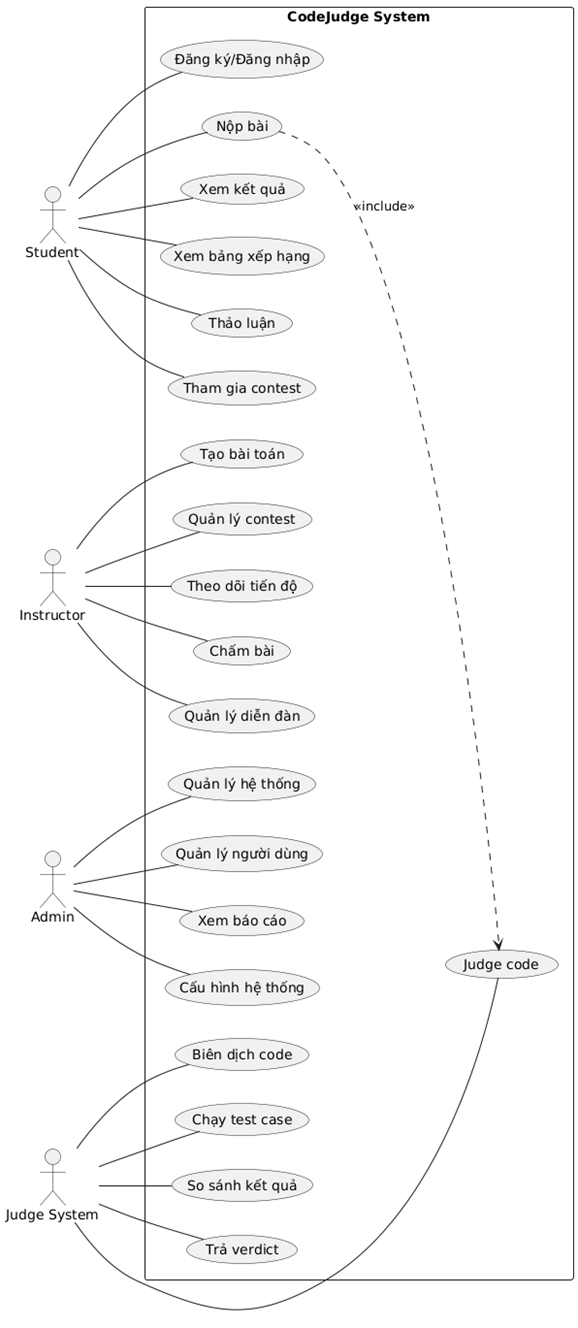 CodeJudge System
Đăng ký/Đăng nhập
Nộp bài
Xem kết quả
«include»
Student
Xem bảng xếp hạng
Thảo luận
Tham gia contest
Tạo bài toán
Quản lý contest
Instructor
Theo dõi tiến độ
Chấm bài
Quản lý diễn đàn
Quản lý hệ thống
Quản lý người dùng
Admin
Xem báo cáo
Judge code
Cấu hình hệ thống
Biên dịch code
Chạy test case
Judge System
So sánh kết quả
Trả verdict